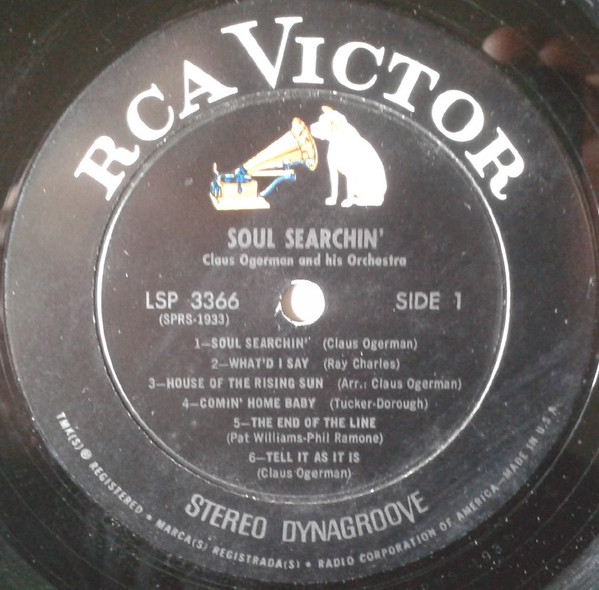 RCA VICTOR
SOUL SEARCHIN'
Claus Ogerman and his Orchestra
LSP 3366
SIDE 1
(SPRS-1933)
1—SOUL SEARCHIN' (Claus Ogerman)
2—WHAT'D I SAY (Ray Charles)
3—HOUSE OF THE RISING SUN (Arr.: Claus Ogerman)
4—COMIN' HOME BABY (Tucker-Dorough)
5—THE END OF THE LINE
(Pat Williams-Phil Ramone)
6—TELL IT AS IT IS
(Claus Ogerman)
STEREO DYNAGROOVE
TMK(S) ® REGISTERED • MARCA(S) REGISTRADA(S) • RADIO CORPORATION OF AMERICA—MADE IN U.S.A.